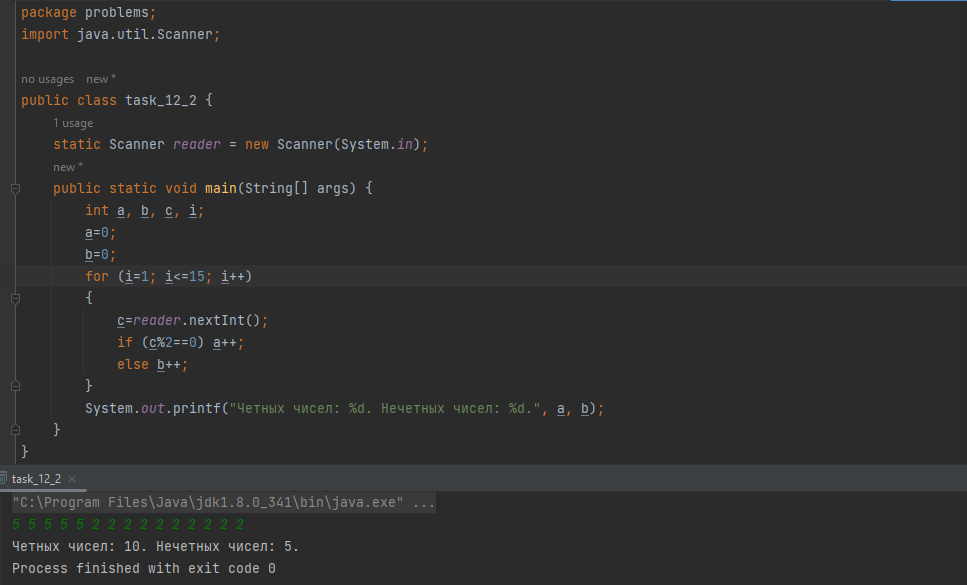 package problems;
import java.util.Scanner;
no usages new *
public class task_12_2 {
1 usage
static Scanner reader = new Scanner(System.in);
new *
public static void main(String[] args) {
int a, b, c, i;
a=0;
b=0;
for (i=1; i<=15; i++)
{
c=reader.nextInt();
if (c%2==0) a++;
else b++;
}
System.out.printf("Четных чисел: %d. Нечетных чисел: %d.", a, b);
}
}
task_12_2 ×
"C:\Program Files\Java\jdk1.8.0_341\bin\java.exe" ...
5 5 5 5 5 2 2 2 2 2 2 2 2 2 2
Четных чисел: 10. Нечетных чисел: 5.
Process finished with exit code 0